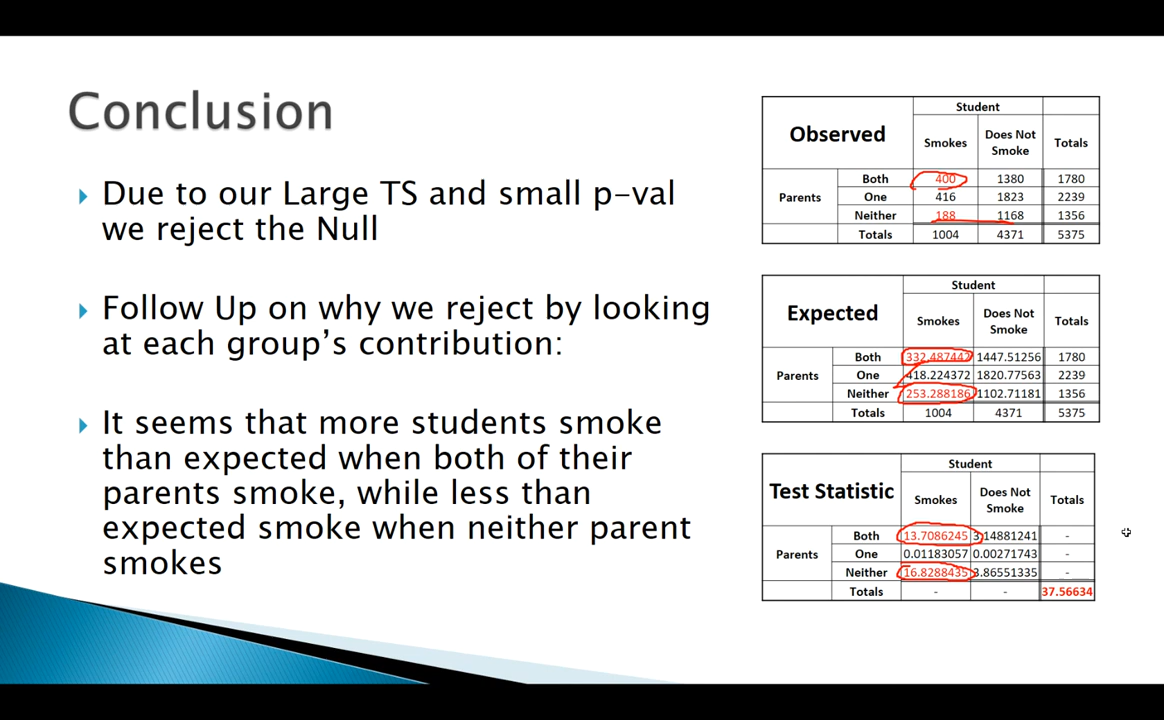 Conclusion
Due to our Large TS and small p-val
we reject the Null
Follow Up on why we reject by looking
at each group's contribution:
It seems that more students smoke
than expected when both of their
parents smoke, while less than
expected smoke when neither parent
smokes
Observed
Student
Smokes Does Not Smoke Totals
Parents
Both 400 1380 1780
One 416 1823 2239
Neither 188 1168 1356
Totals 1004 4371 5375
Expected
Student
Smokes Does Not Smoke Totals
Parents
Both 332.487442 1447.51256 1780
One 418.224372 1820.77563 2239
Neither 253.288186 1102.71181 1356
Totals 1004 4371 5375
Test Statistic
Student
Smokes Does Not Smoke Totals
Parents
Both 13.7086245 3.14881241 -
One 0.01183057 0.00271743 -
Neither 16.8288435 3.86551335 -
Totals - - 37.56634